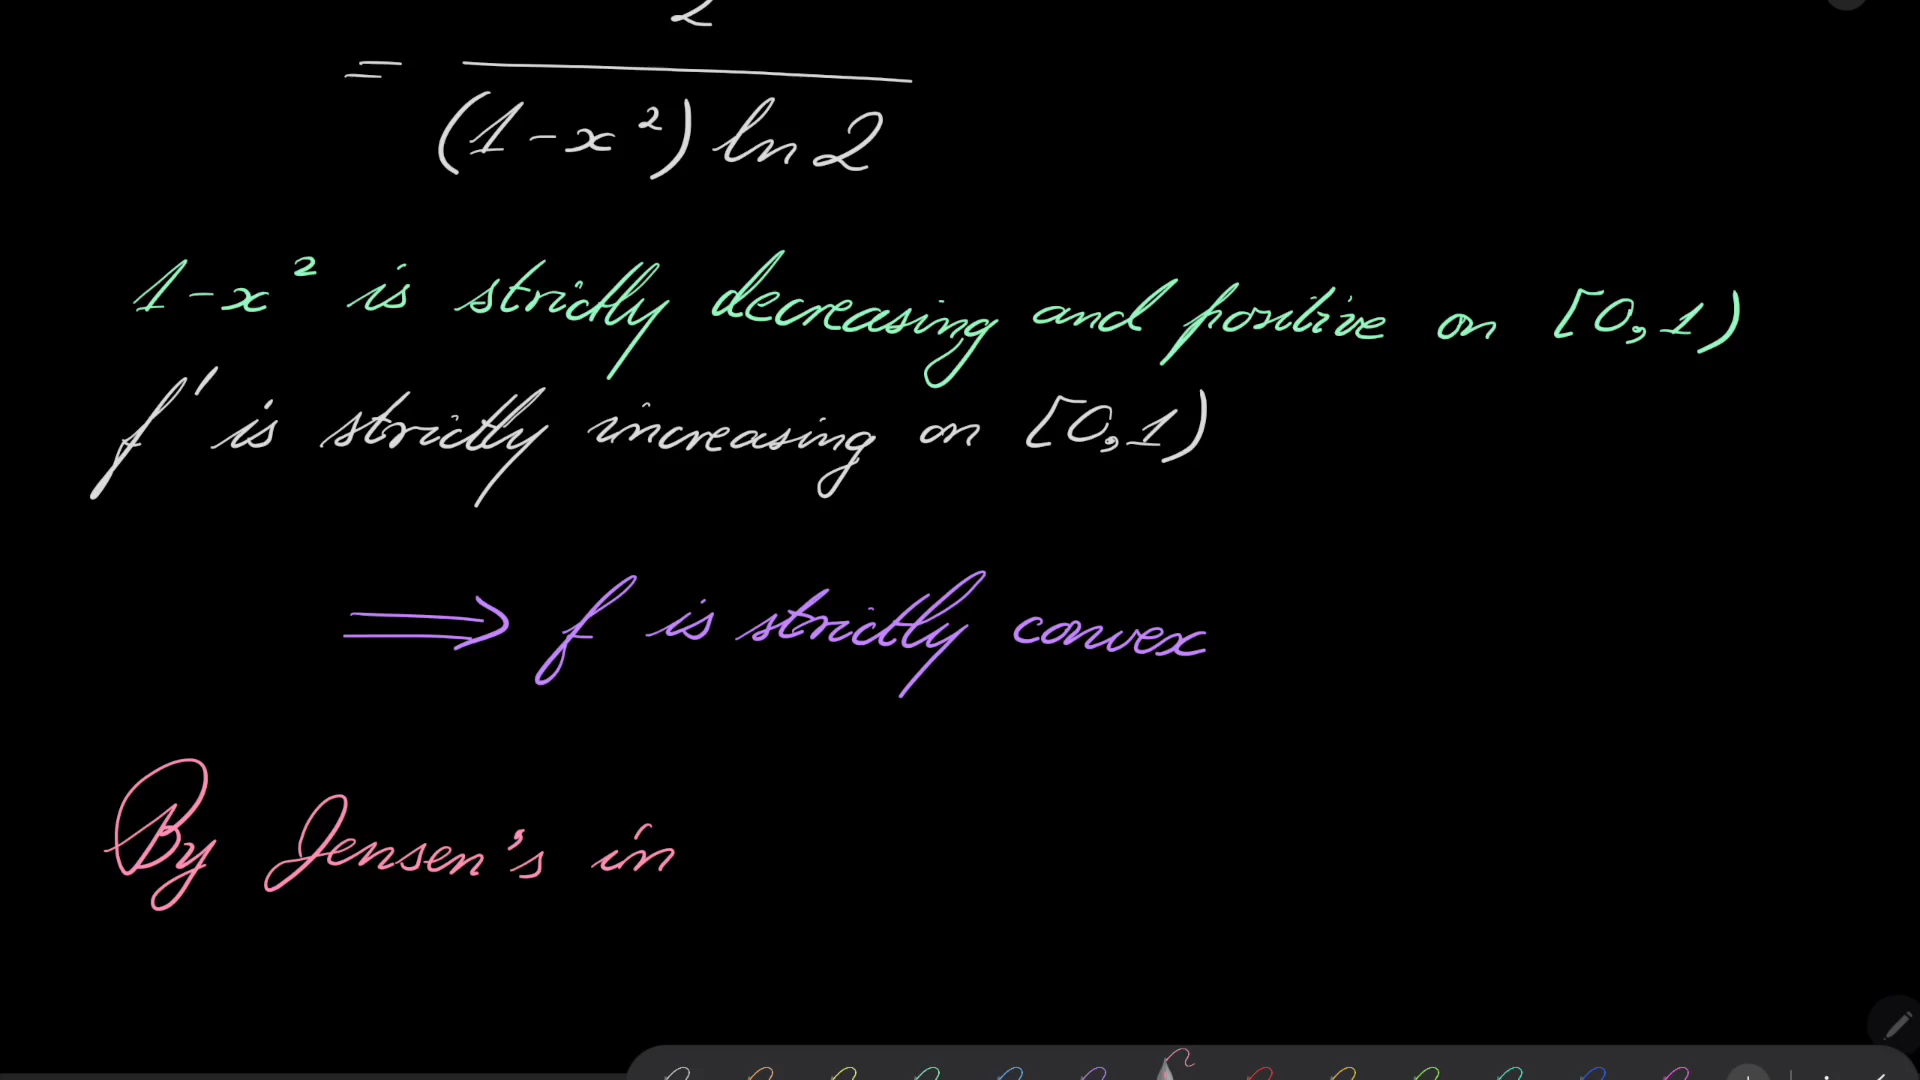 = 2 / ((1-x²) ln 2)
1-x² is strictly decreasing and positive on [0,1)
f' is strictly increasing on [0,1)
⟹ f is strictly convex
By Jensen's in